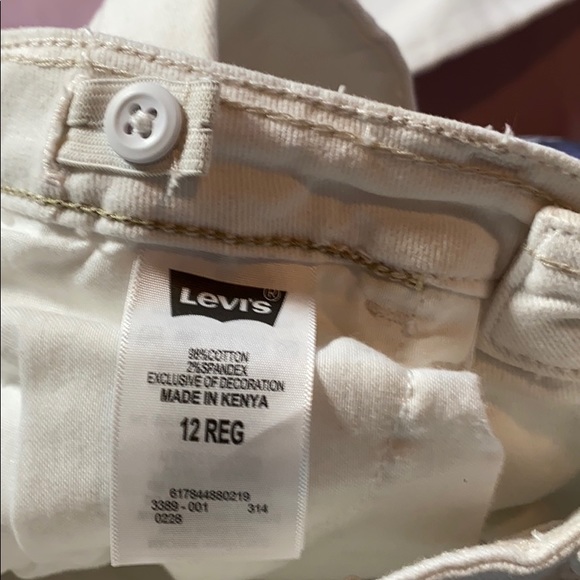 Levi's®
98%COTTON
2%SPANDEX
EXCLUSIVE OF DECORATION
MADE IN KENYA
12 REG
617844880219
3389-001 314
0228